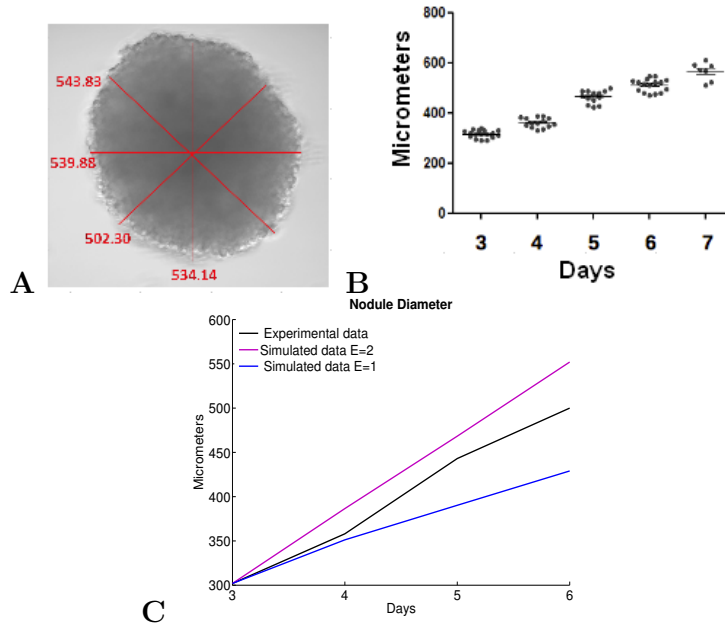 543.83
539.88
502.30
534.14
A
800
600
400
200
0
Micrometers
3 4 5 6 7
Days
B
Nodule Diameter
600
550
500
450
400
350
300
Micrometers
Experimental data
Simulated data E=2
Simulated data E=1
3 4 5 6
Days
C